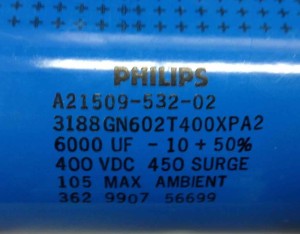 PHILIPS
A21509-532-02
3188GN602T400XPA2
6000 UF - 10 + 50%
400 VDC 450 SURGE
105 MAX AMBIENT
362 9907 56699